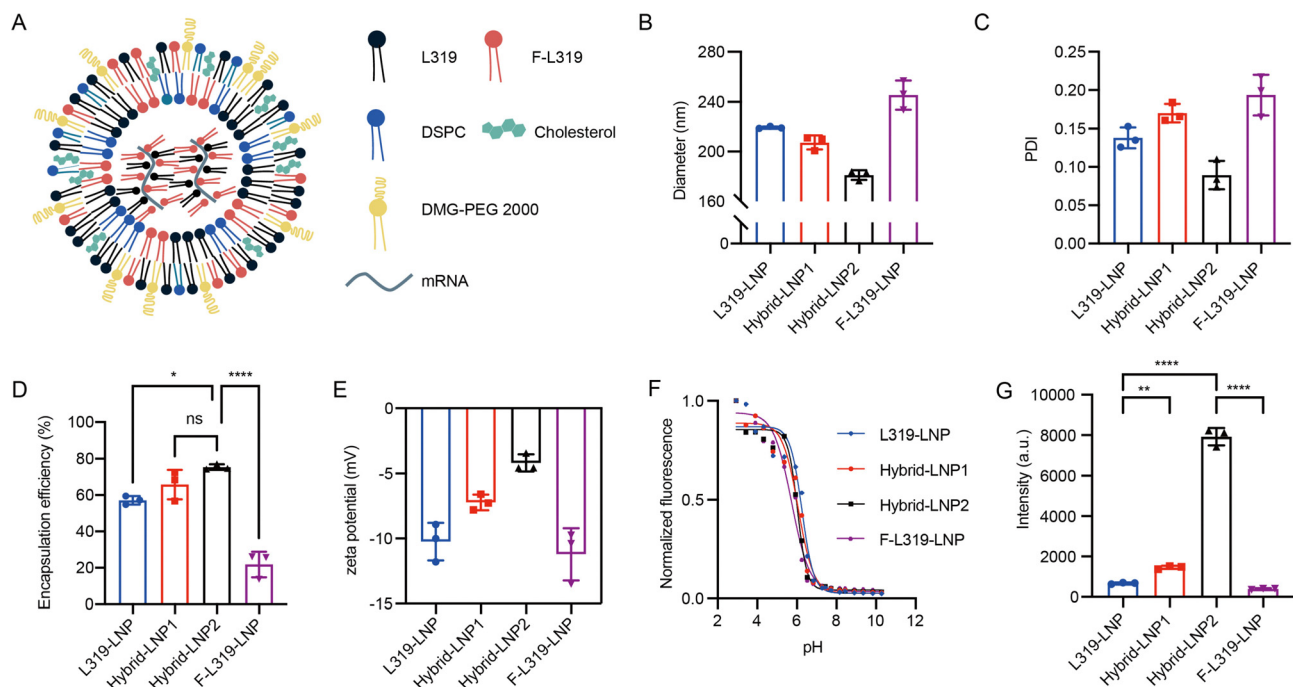 A
L319
F-L319
DSPC
Cholesterol
DMG-PEG 2000
mRNA
B
Diameter (nm)
280
240
200
160
0
L319-LNP
Hybrid-LNP1
Hybrid-LNP2
F-L319-LNP
C
PDI
0.25
0.20
0.15
0.10
0.05
0.00
L319-LNP
Hybrid-LNP1
Hybrid-LNP2
F-L319-LNP
D
Encapsulation efficiency (%)
100
80
60
40
20
0
*
****
ns
L319-LNP
Hybrid-LNP1
Hybrid-LNP2
F-L319-LNP
E
zeta potential (mV)
0
-5
-10
-15
L319-LNP
Hybrid-LNP1
Hybrid-LNP2
F-L319-LNP
F
Normalized fluorescence
1.0
0.5
0.0
2
4
6
8
10
12
pH
L319-LNP
Hybrid-LNP1
Hybrid-LNP2
F-L319-LNP
G
Intensity (a.u.)
10000
8000
6000
4000
2000
0
****
**
****
L319-LNP
Hybrid-LNP1
Hybrid-LNP2
F-L319-LNP